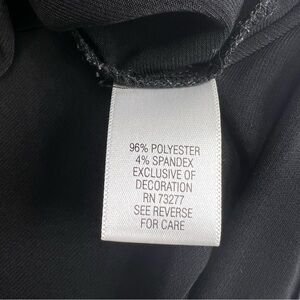 96% POLYESTER
4% SPANDEX
EXCLUSIVE OF
DECORATION
RN 73277
SEE REVERSE
FOR CARE